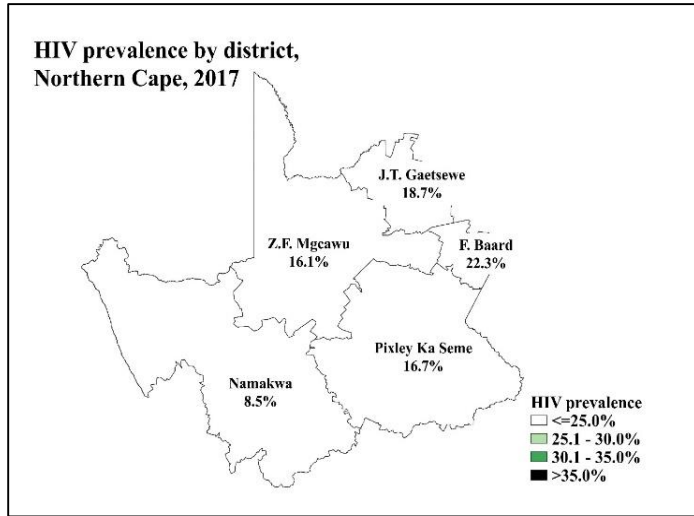 HIV prevalence by district,
Northern Cape, 2017
J.T. Gaetsewe
18.7%
Z.F. Mgcawu
16.1%
F. Baard
22.3%
Pixley Ka Seme
16.7%
Namakwa
8.5%
HIV prevalence
<=25.0%
25.1 - 30.0%
30.1 - 35.0%
>35.0%